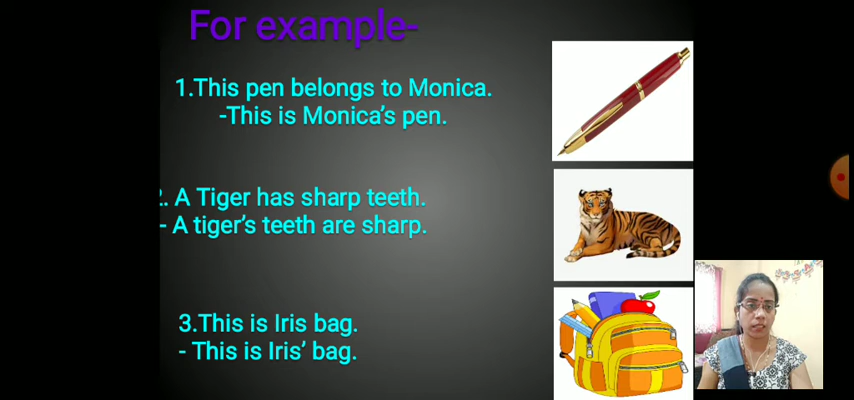 For example-
1.This pen belongs to Monica.
-This is Monica’s pen.
2. A Tiger has sharp teeth.
- A tiger’s teeth are sharp.
3.This is Iris bag.
- This is Iris’ bag.